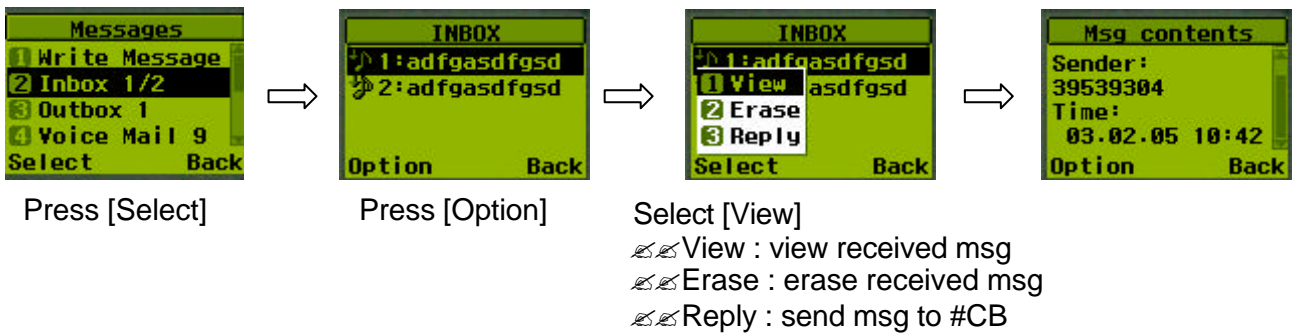 Messages
1 Write Message
2 Inbox 1/2
3 Outbox 1
4 Voice Mail 9
Select Back
Press [Select]
INBOX
1:adfgasdfgsd
2:adfgasdfgsd
Option Back
Press [Option]
INBOX
1:adfgasdfgsd
1 View asdfgsd
2 Erase
3 Reply
Select Back
Select [View]
View : view received msg
Erase : erase received msg
Reply : send msg to #CB
Msg contents
Sender:
39539304
Time:
03.02.05 10:42
Option Back